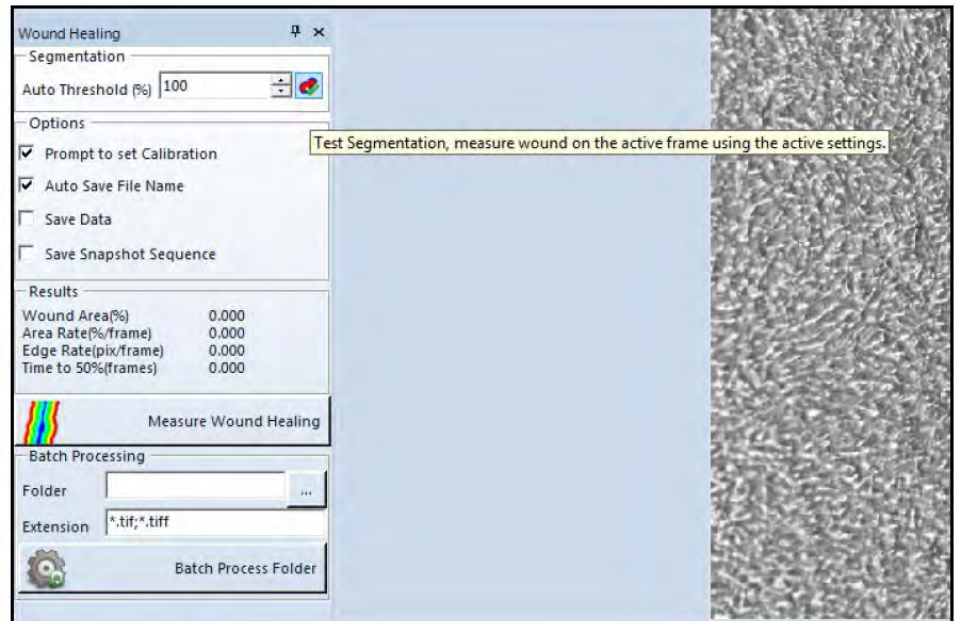 Wound Healing
Segmentation
Auto Threshold (%) 100
Test Segmentation, measure wound on the active frame using the active settings.
Options
Prompt to set Calibration
Auto Save File Name
Save Data
Save Snapshot Sequence
Results
Wound Area(%) 0.000
Area Rate(%/frame) 0.000
Edge Rate(pix/frame) 0.000
Time to 50%(frames) 0.000
Measure Wound Healing
Batch Processing
Folder ...
Extension *.tif;*.tiff
Batch Process Folder